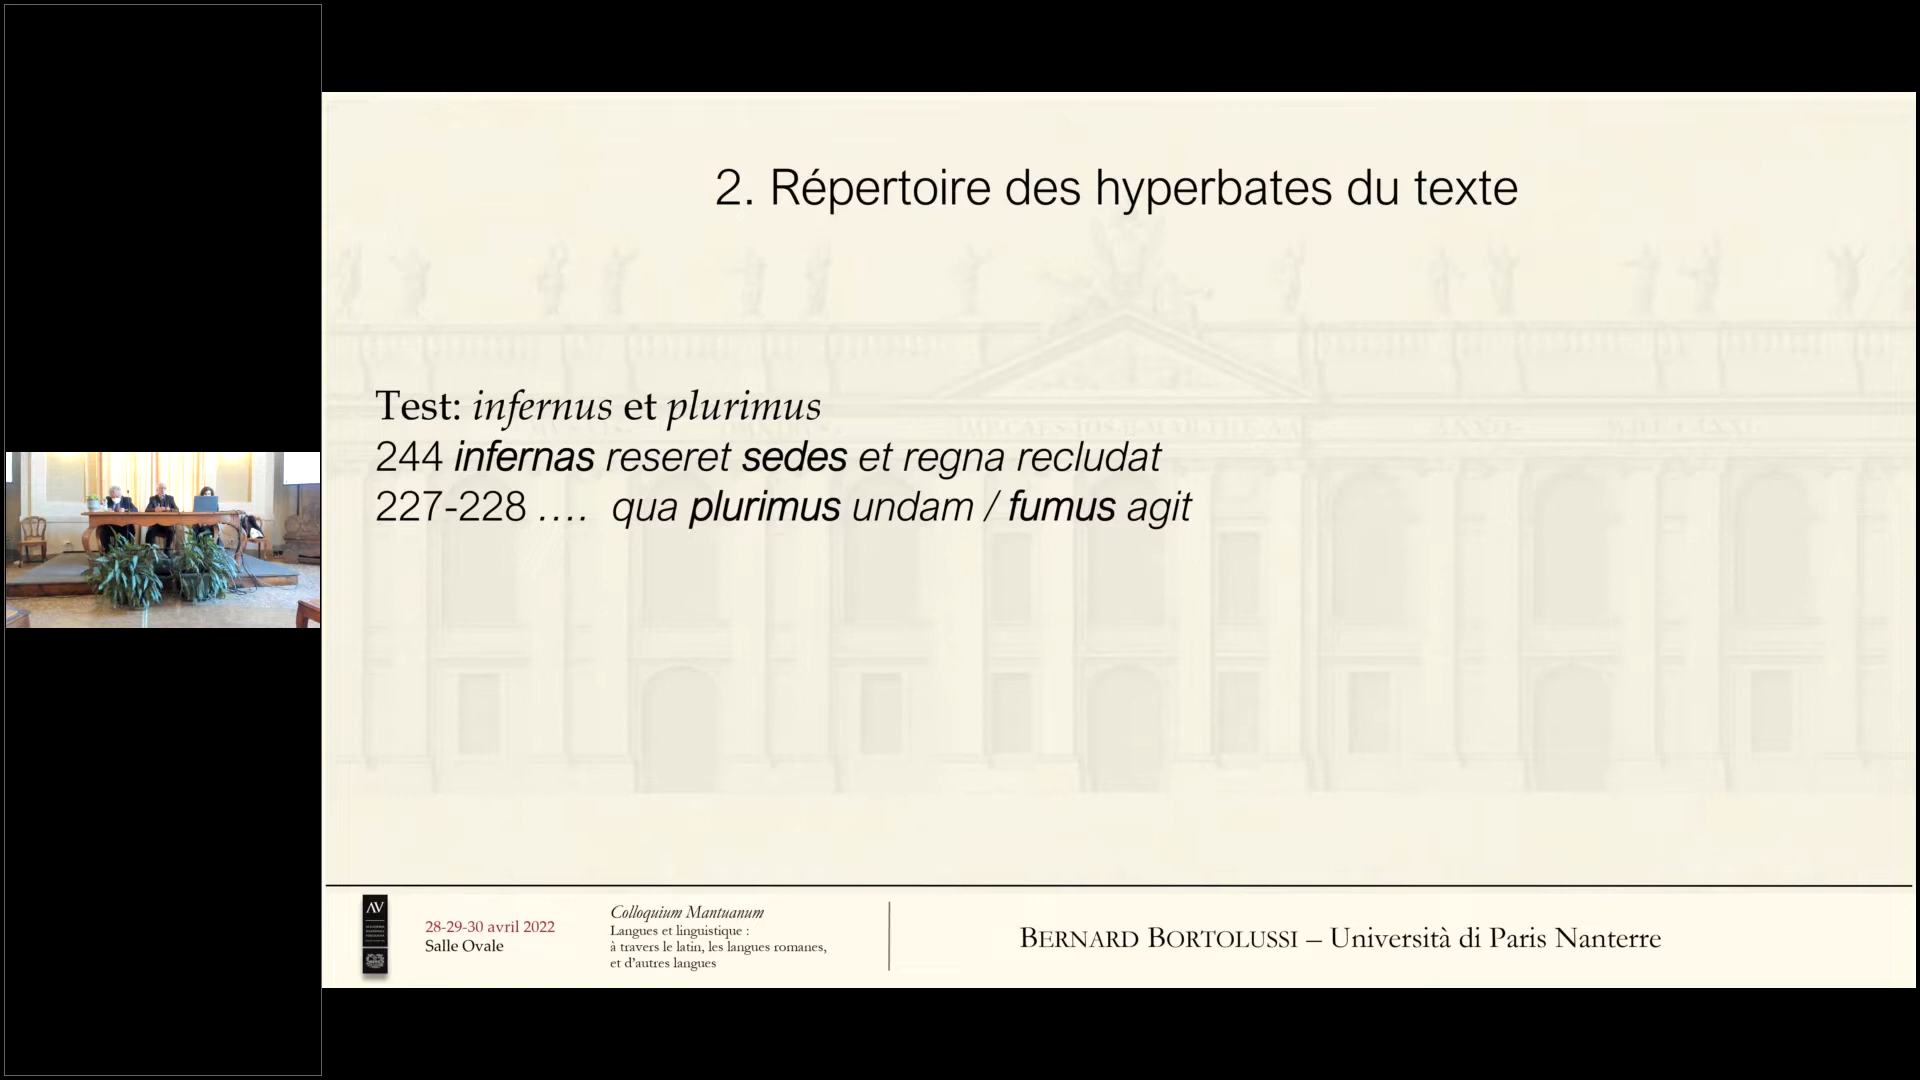 2. Répertoire des hyperbates du texte
Test: infernus et plurimus
244 infernas reseret sedes et regna recludat
227-228 .... qua plurimus undam / fumus agit
AV
28-29-30 avril 2022
Salle Ovale
Colloquium Mantuanum
Langues et linguistique :
à travers le latin, les langues romanes,
et d'autres langues
BERNARD BORTOLUSSI – Università di Paris Nanterre